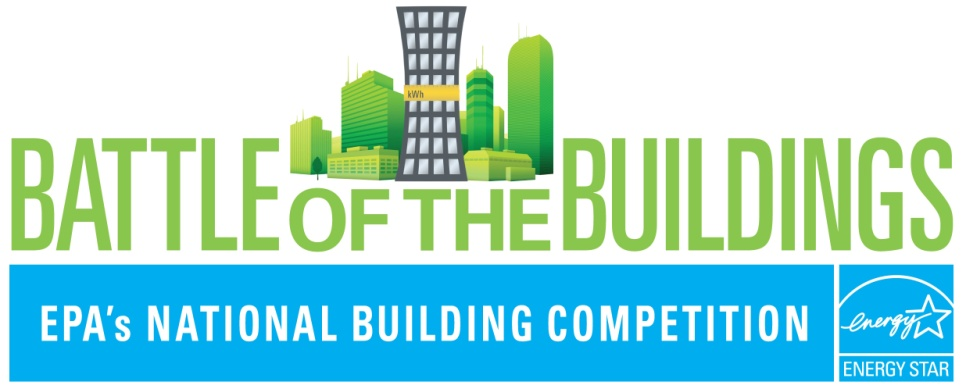 kWh
BATTLE OF THE BUILDINGS
EPA's NATIONAL BUILDING COMPETITION
energy
ENERGY STAR